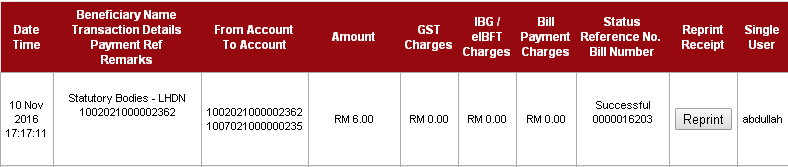 Date
Time
Beneficiary Name
Transaction Details
Payment Ref
Remarks
From Account
To Account
Amount
GST
Charges
IBG /
eIBFT
Charges
Bill
Payment
Charges
Status
Reference No.
Bill Number
Reprint
Receipt
Single
User
10 Nov
2016
17:17:11
Statutory Bodies - LHDN
1002021000002362
1002021000002362
1007021000000235
RM 6.00
RM 0.00
RM 0.00
RM 0.00
Successful
0000016203
Reprint
abdullah